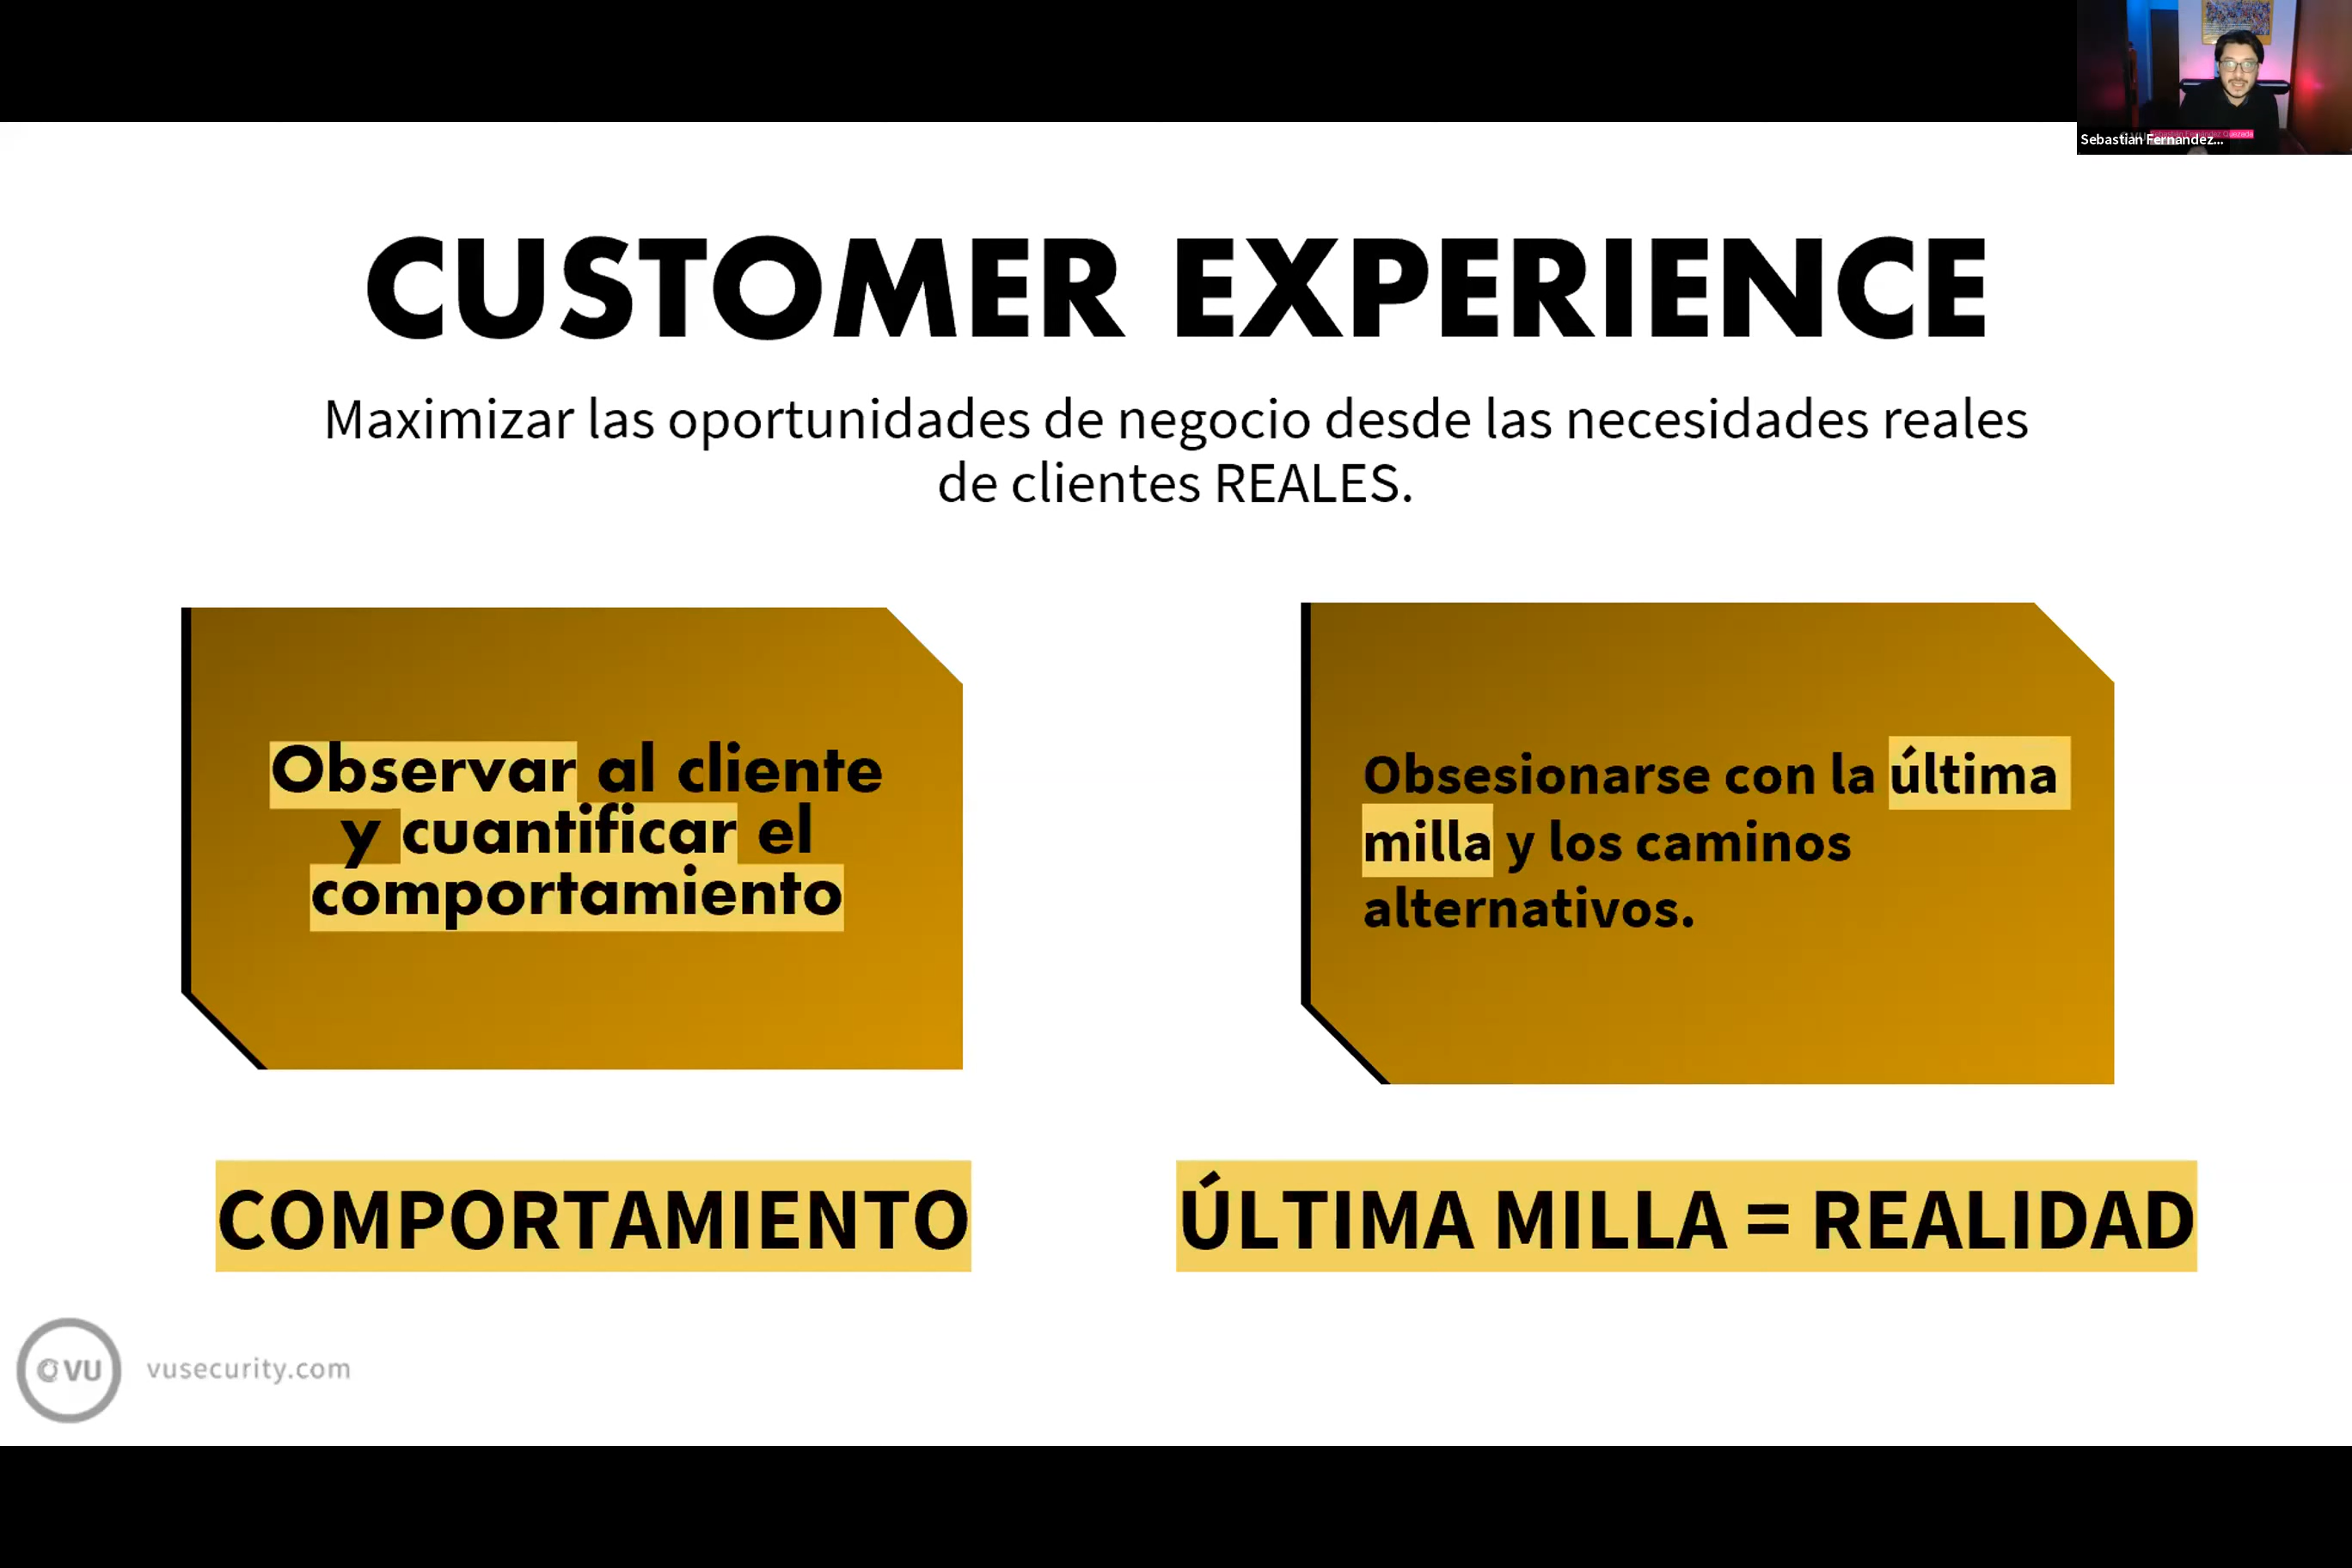 Sebastian Fernandez...
CUSTOMER EXPERIENCE
Maximizar las oportunidades de negocio desde las necesidades reales
de clientes REALES.
Observar al cliente
y cuantificar el
comportamiento
Obsesionarse con la última
milla y los caminos
alternativos.
COMPORTAMIENTO
ÚLTIMA MILLA = REALIDAD
VU
vusecurity.com